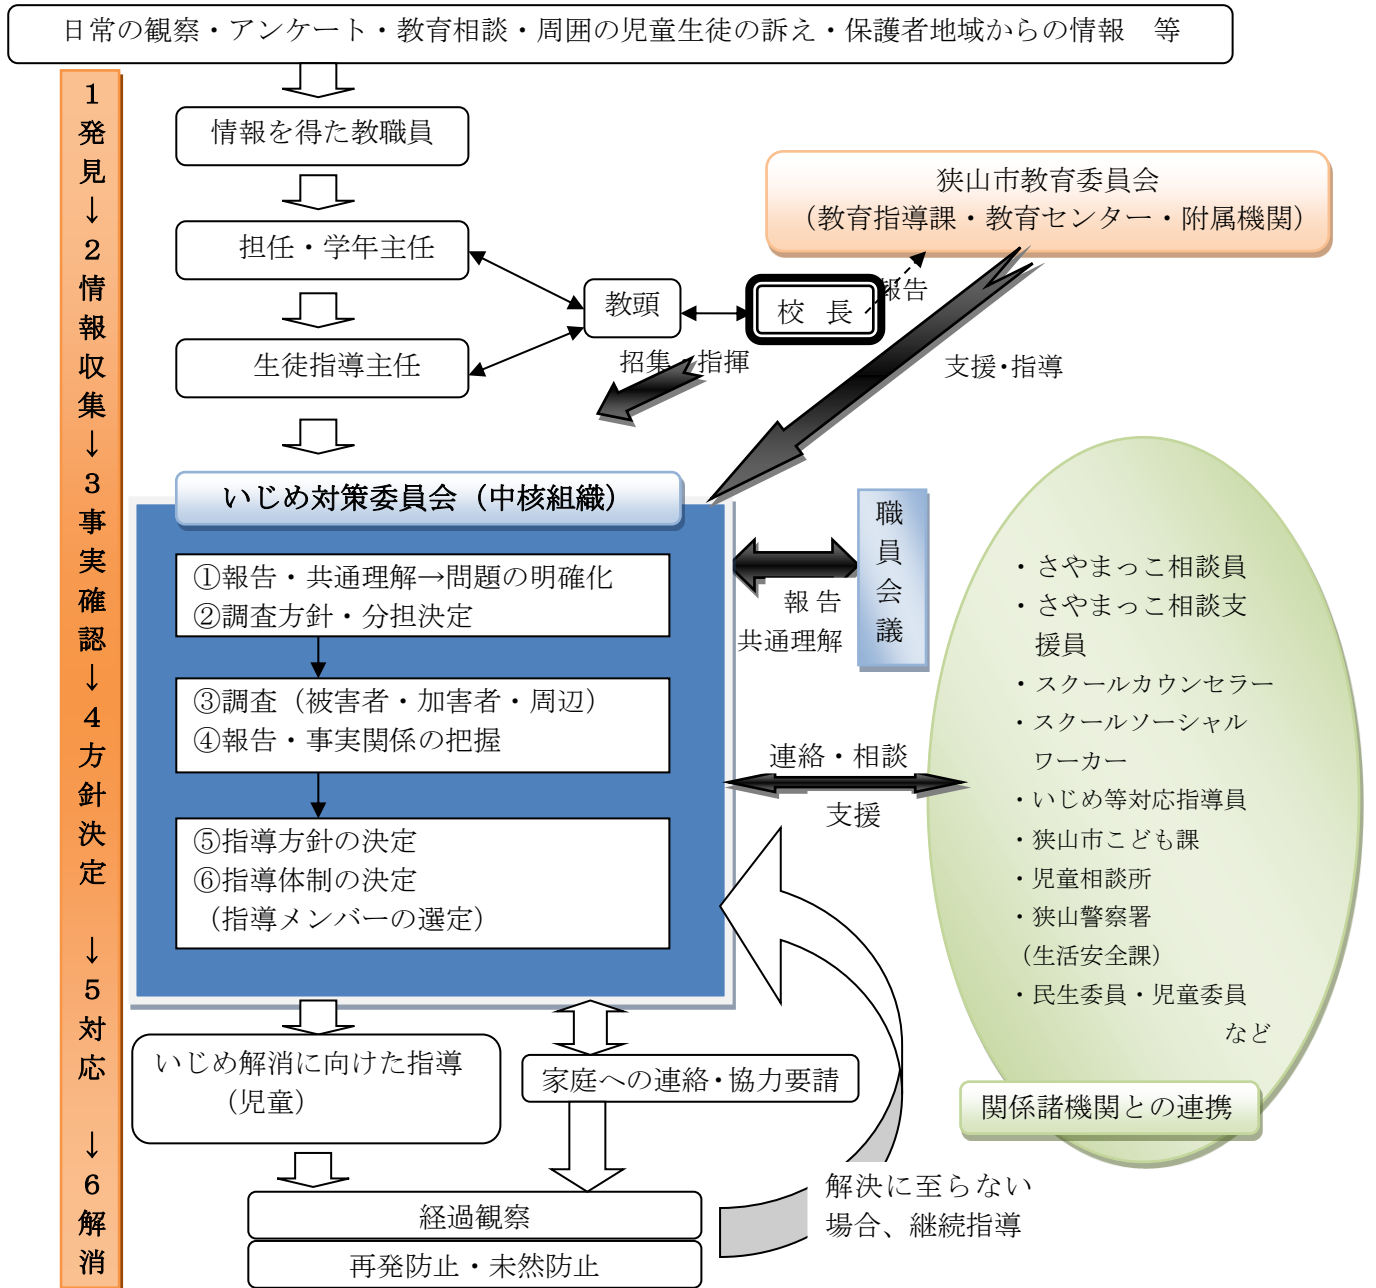 日常の観察・アンケート・教育相談・周囲の児童生徒の訴え・保護者地域からの情報　等
1発見→2情報収集→3事実確認→4方針決定　→5対応　→6解消
情報を得た教職員
担任・学年主任
生徒指導主任
教頭
校　長
報告
狭山市教育委員会
（教育指導課・教育センター・附属機関）
招集・指揮
支援・指導
いじめ対策委員会（中核組織）
①報告・共通理解→問題の明確化
②調査方針・分担決定
③調査（被害者・加害者・周辺）
④報告・事実関係の把握
⑤指導方針の決定
⑥指導体制の決定
（指導メンバーの選定）
職員会議
報 告
共通理解
連絡・相談
支援
・さやまっこ相談員
・さやまっこ相談支
援員
・スクールカウンセラー
・スクールソーシャル
ワーカー
・いじめ等対応指導員
・狭山市こども課
・児童相談所
・狭山警察署
（生活安全課）
・民生委員・児童委員
など
関係諸機関との連携
いじめ解消に向けた指導
（児童）
家庭への連絡・協力要請
経過観察
再発防止・未然防止
解決に至らない
場合、継続指導